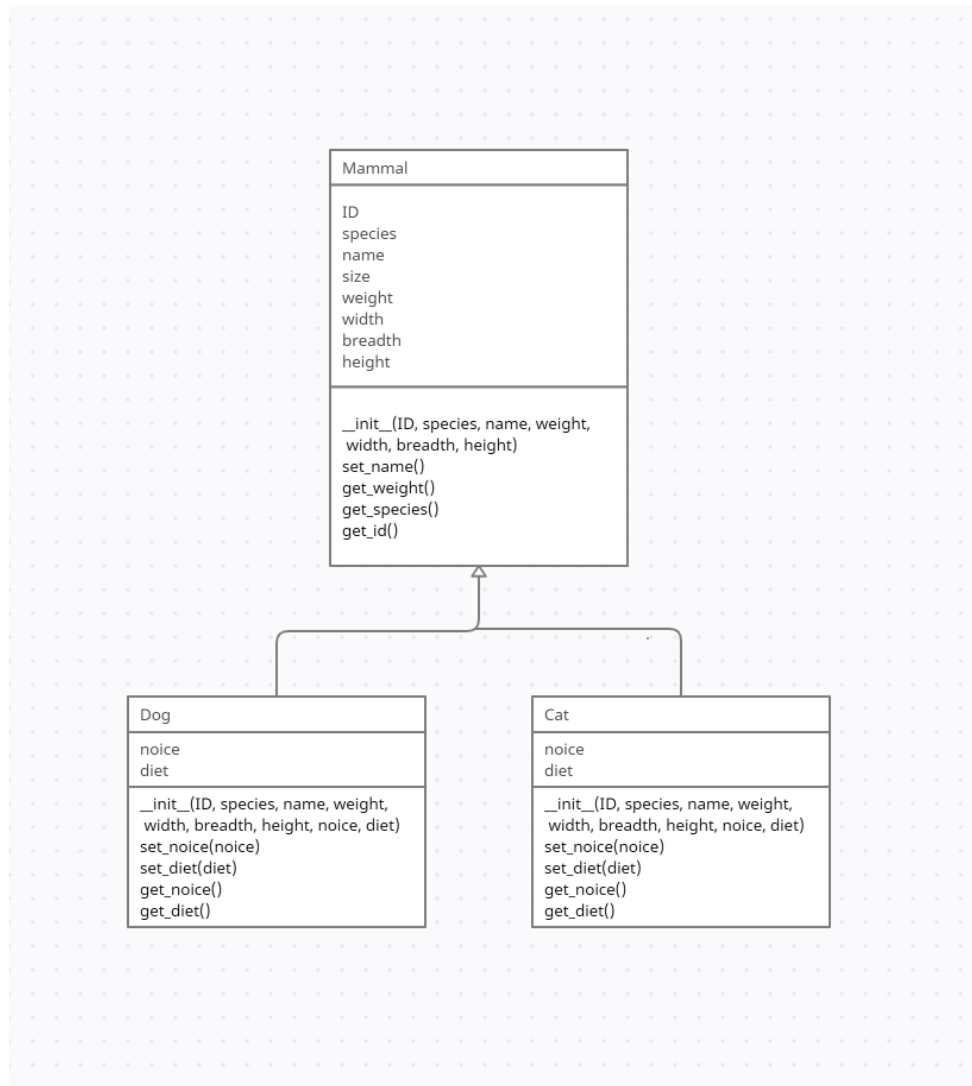 Mammal
ID
species
name
size
weight
width
breadth
height
__init__(ID, species, name, weight,
width, breadth, height)
set_name()
get_weight()
get_species()
get_id()
Dog
noice
diet
__init__(ID, species, name, weight,
width, breadth, height, noice, diet)
set_noice(noice)
set_diet(diet)
get_noice()
get_diet()
Cat
noice
diet
__init__(ID, species, name, weight,
width, breadth, height, noice, diet)
set_noice(noice)
set_diet(diet)
get_noice()
get_diet()